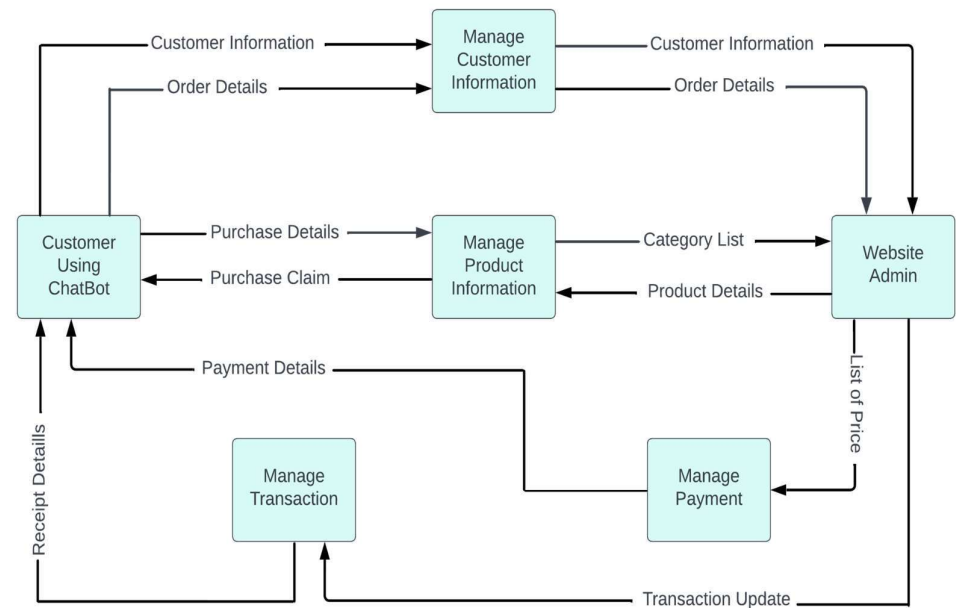 Customer Information
Manage
Customer
Information
Customer Information
Order Details
Order Details
Customer
Using
ChatBot
Purchase Details
Purchase Claim
Manage
Product
Information
Category List
Product Details
Website
Admin
Payment Details
List of Price
Receipt Detaills
Manage
Transaction
Manage
Payment
Transaction Update